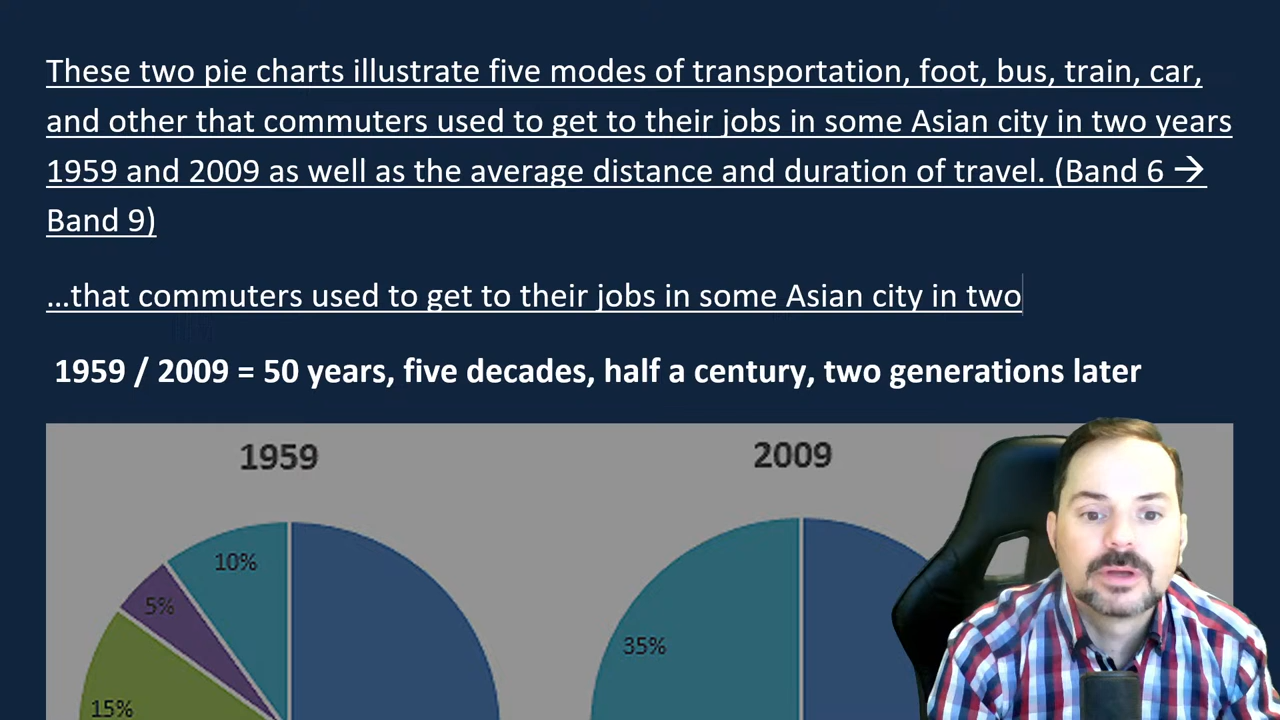 These two pie charts illustrate five modes of transportation, foot, bus, train, car,
and other that commuters used to get to their jobs in some Asian city in two years
1959 and 2009 as well as the average distance and duration of travel. (Band 6 →
Band 9)
…that commuters used to get to their jobs in some Asian city in two
1959 / 2009 = 50 years, five decades, half a century, two generations later
1959
2009
10%
5%
35%
15%